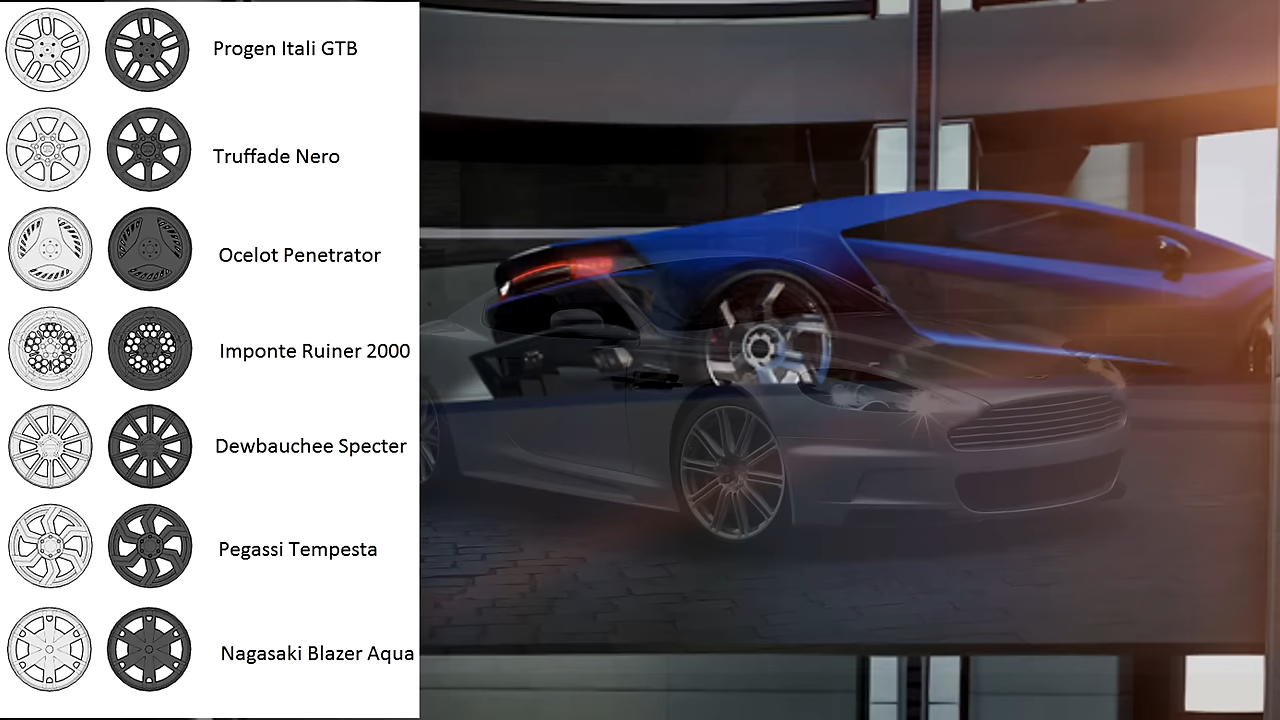 Progen Itali GTB
Truffade Nero
Ocelot Penetrator
Imponte Ruiner 2000
Dewbauchee Specter
Pegassi Tempesta
Nagasaki Blazer Aqua